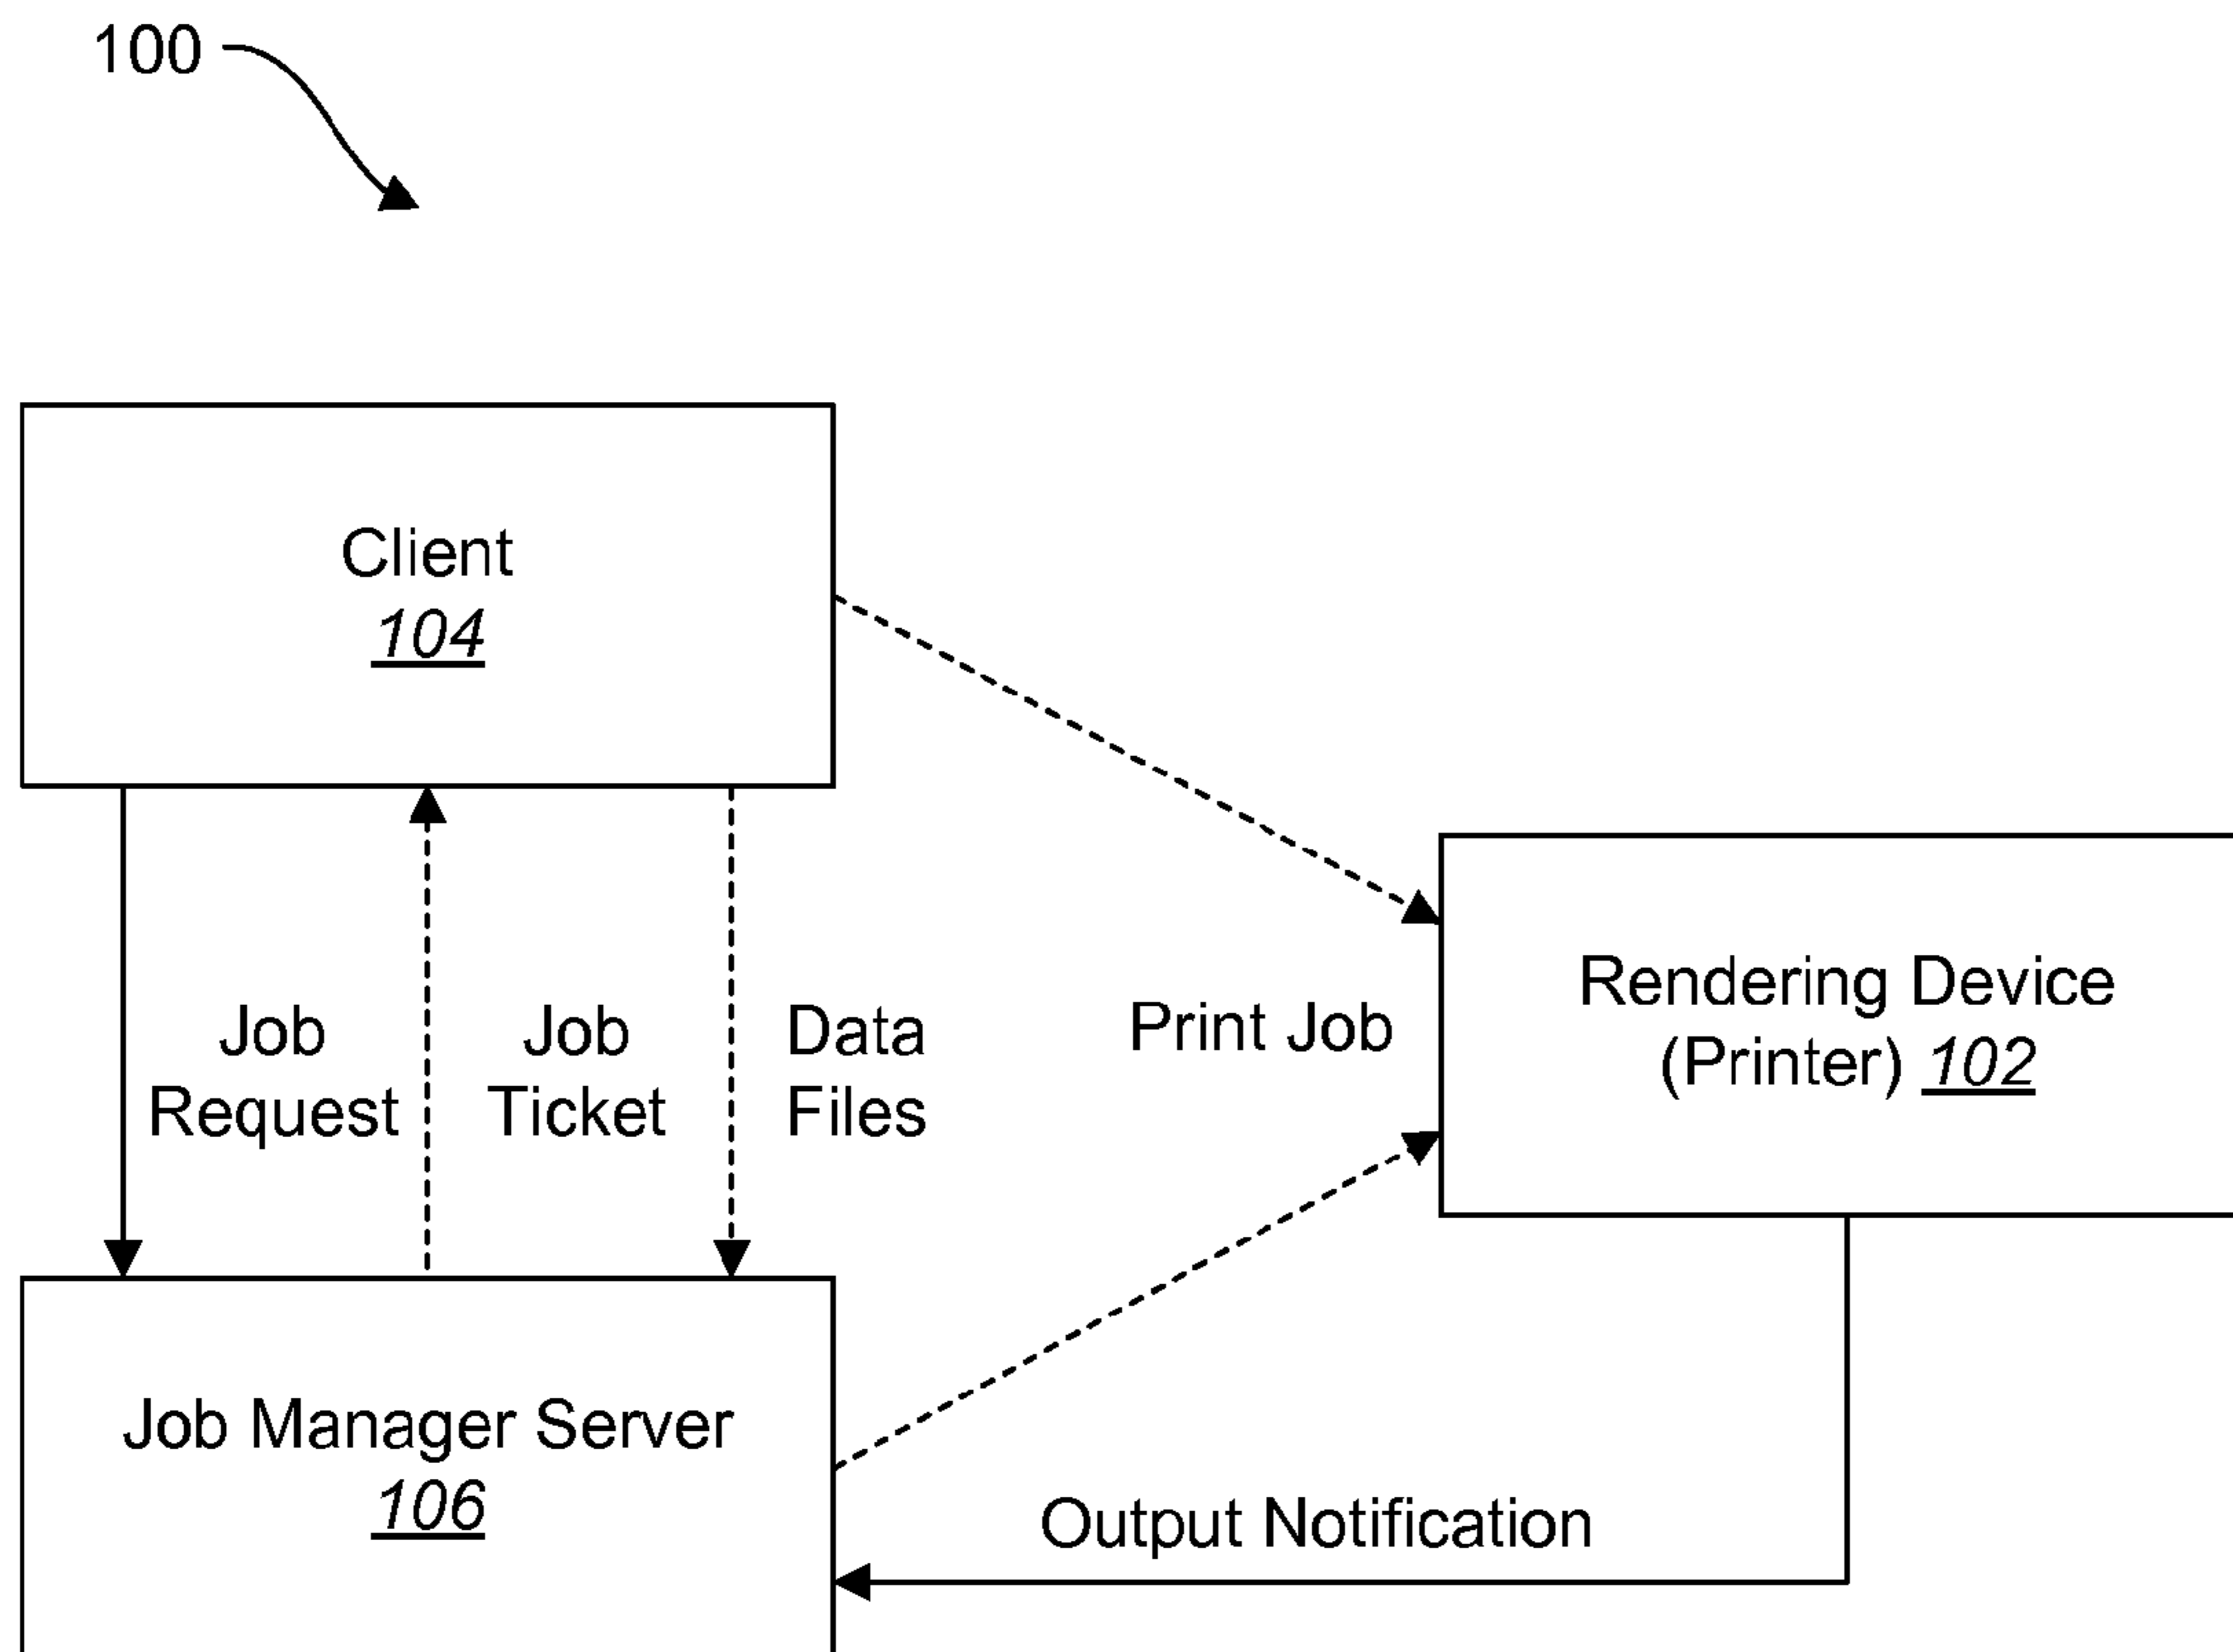 100
Client
104
Job
Request
Job
Ticket
Data
Files
Print Job
Rendering Device
(Printer) 102
Job Manager Server
106
Output Notification